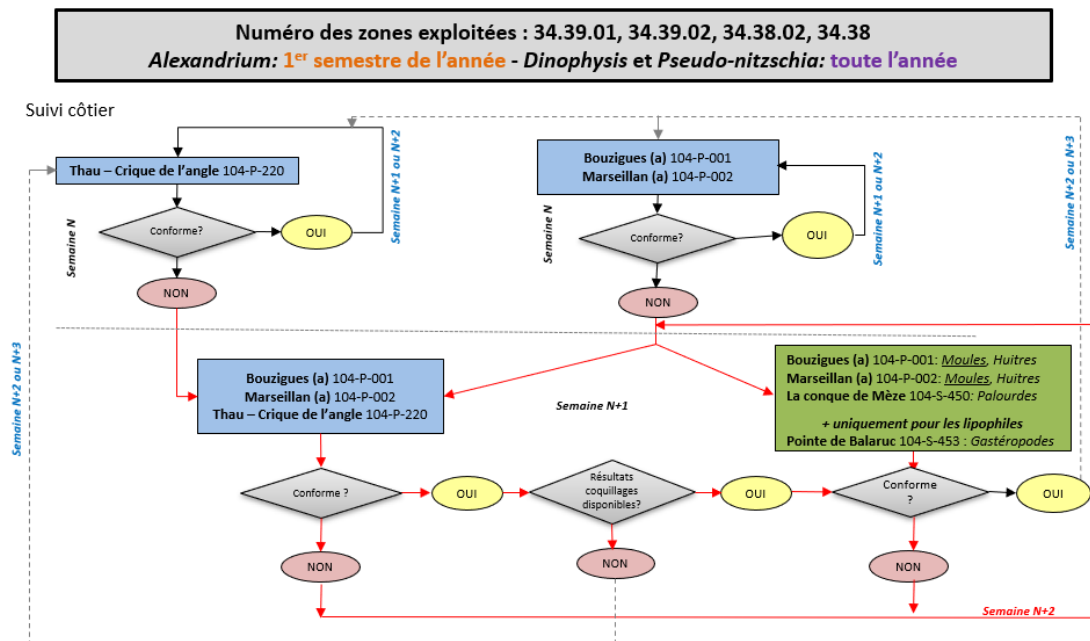 Numéro des zones exploitées : 34.39.01, 34.39.02, 34.38.02, 34.38
Alexandrium: 1er semestre de l'année - Dinophysis et Pseudo-nitzschia: toute l'année
Suivi côtier
Thau – Crique de l'angle 104-P-220
Semaine N
Conforme?
OUI
Semaine N+1 ou N+2
NON
Bouzigues (a) 104-P-001
Marseillan (a) 104-P-002
Semaine N
Conforme?
OUI
Semaine N+1 ou N+2
Semaine N+2 ou N+3
NON
Semaine N+2 ou N+3
Bouzigues (a) 104-P-001
Marseillan (a) 104-P-002
Thau – Crique de l'angle 104-P-220
Semaine N+1
Bouzigues (a) 104-P-001: Moules, Huitres
Marseillan (a) 104-P-002: Moules, Huitres
La conque de Mèze 104-S-450: Palourdes
+ uniquement pour les lipophiles
Pointe de Balaruc 104-S-453 : Gastéropodes
Conforme ?
OUI
Résultats
coquillages
disponibles?
OUI
Conforme
?
OUI
NON
NON
NON
Semaine N+2